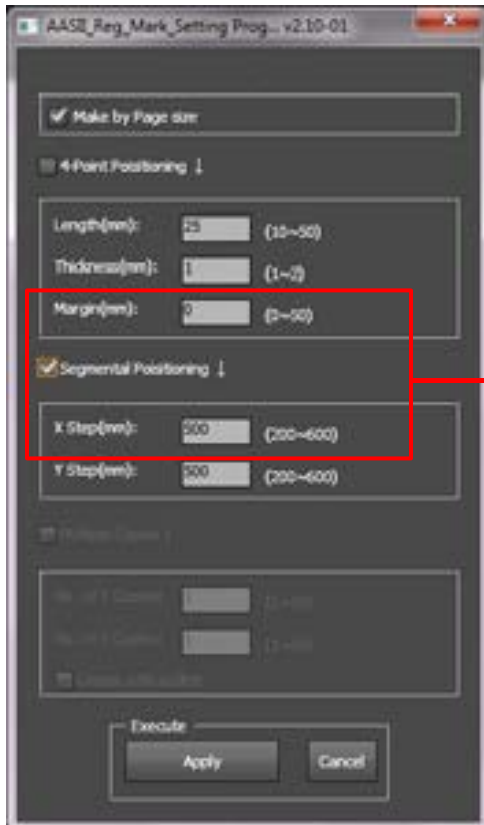 AASII_Reg_Mark_Setting Prog... v2.10-01
Make by Page size
4-Point Positioning ↓
Length(mm): 25 (10~50)
Thickness(mm): 1 (1~2)
Margin(mm): 0 (0~50)
Segmental Positioning ↓
X Step(mm): 500 (200~600)
Y Step(mm): 500 (200~600)
Execute
Apply Cancel